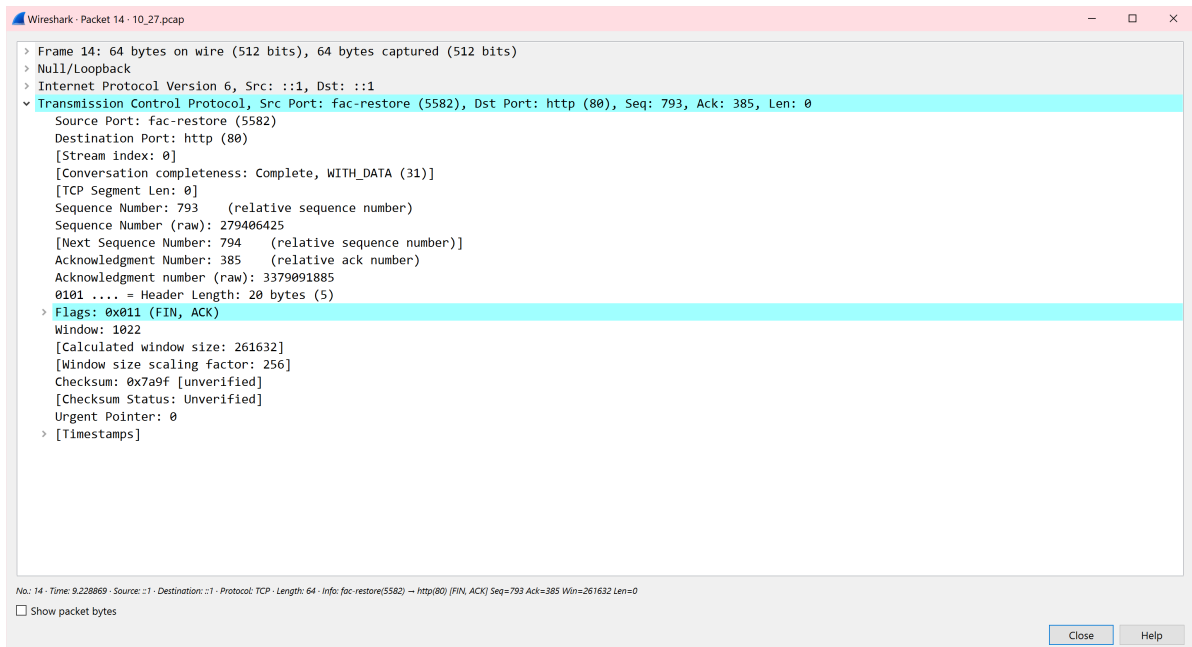 Wireshark · Packet 14 · 10_27.pcap
Frame 14: 64 bytes on wire (512 bits), 64 bytes captured (512 bits)
Null/Loopback
Internet Protocol Version 6, Src: ::1, Dst: ::1
Transmission Control Protocol, Src Port: fac-restore (5582), Dst Port: http (80), Seq: 793, Ack: 385, Len: 0
Source Port: fac-restore (5582)
Destination Port: http (80)
[Stream index: 0]
[Conversation completeness: Complete, WITH_DATA (31)]
[TCP Segment Len: 0]
Sequence Number: 793    (relative sequence number)
Sequence Number (raw): 279406425
[Next Sequence Number: 794    (relative sequence number)]
Acknowledgment Number: 385    (relative ack number)
Acknowledgment number (raw): 3379091885
0101 .... = Header Length: 20 bytes (5)
Flags: 0x011 (FIN, ACK)
Window: 1022
[Calculated window size: 261632]
[Window size scaling factor: 256]
Checksum: 0x7a9f [unverified]
[Checksum Status: Unverified]
Urgent Pointer: 0
[Timestamps]
No.: 14 · Time: 9.228869 · Source: ::1 · Destination: ::1 · Protocol: TCP · Length: 64 · Info: fac-restore(5582) → http(80) [FIN, ACK] Seq=793 Ack=385 Win=261632 Len=0
Show packet bytes
Close Help